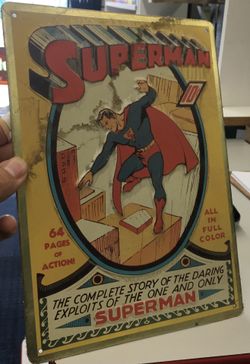 SUPERMAN
10¢
64
PAGES
OF
ACTION!
ALL
IN
FULL
COLOR
THE COMPLETE STORY OF THE DARING
EXPLOITS OF THE ONE AND ONLY
SUPERMAN